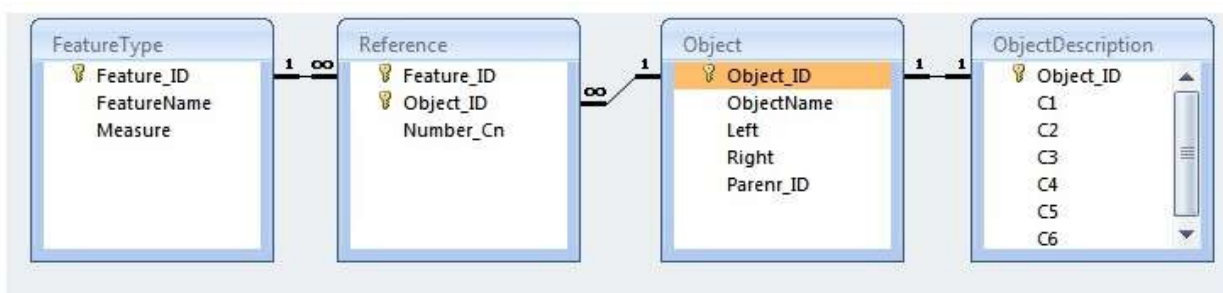 FeatureType
Feature_ID
FeatureName
Measure
1 ∞
Reference
Feature_ID
Object_ID
Number_Cn
∞ 1
Object
Object_ID
ObjectName
Left
Right
Parenr_ID
1 1
ObjectDescription
Object_ID
C1
C2
C3
C4
C5
C6